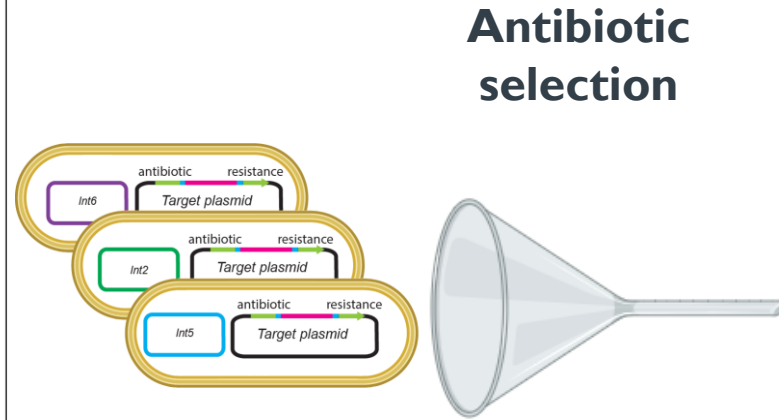 Antibiotic
selection
antibiotic resistance
Int6
Target plasmid
antibiotic resistance
Int2
Target plasmid
antibiotic resistance
Int5
Target plasmid